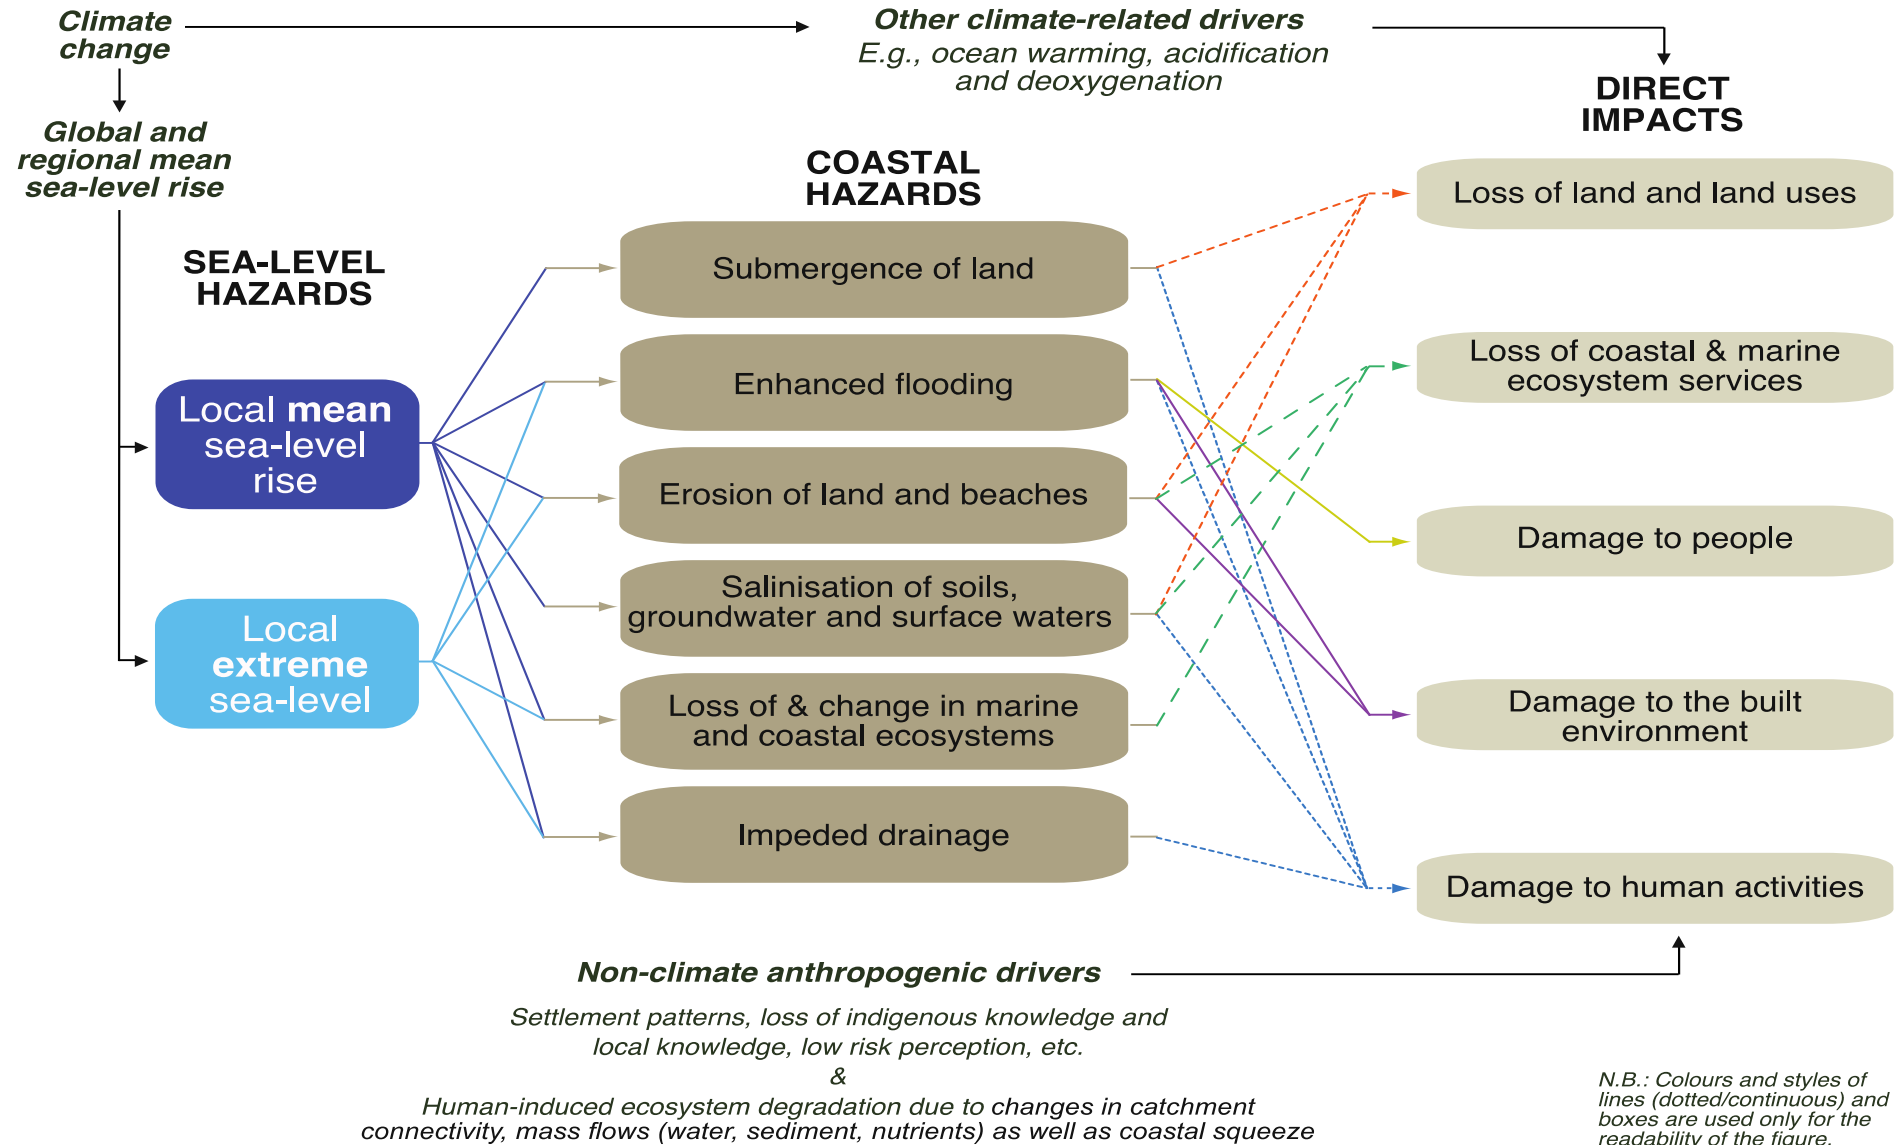 Climate
change
Other climate-related drivers
E.g., ocean warming, acidification
and deoxygenation
DIRECT
IMPACTS
Global and
regional mean
sea-level rise
COASTAL
HAZARDS
SEA-LEVEL
HAZARDS
Local mean
sea-level
rise
Local
extreme
sea-level
Submergence of land
Enhanced flooding
Erosion of land and beaches
Salinisation of soils,
groundwater and surface waters
Loss of & change in marine
and coastal ecosystems
Impeded drainage
Loss of land and land uses
Loss of coastal & marine
ecosystem services
Damage to people
Damage to the built
environment
Damage to human activities
Non-climate anthropogenic drivers
Settlement patterns, loss of indigenous knowledge and
local knowledge, low risk perception, etc.
&
Human-induced ecosystem degradation due to changes in catchment
connectivity, mass flows (water, sediment, nutrients) as well as coastal squeeze
N.B.: Colours and styles of
lines (dotted/continuous) and
boxes are used only for the
readability of the figure.